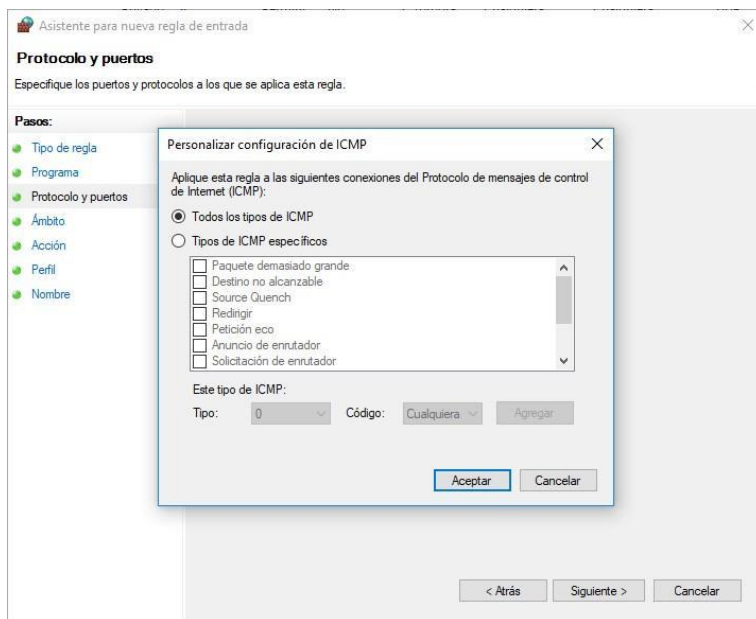 Asistente para nueva regla de entrada
Protocolo y puertos
Especifique los puertos y protocolos a los que se aplica esta regla.
Pasos:
Tipo de regla
Programa
Protocolo y puertos
Ámbito
Acción
Perfil
Nombre
Personalizar configuración de ICMP
Aplique esta regla a las siguientes conexiones del Protocolo de mensajes de control
de Internet (ICMP):
Todos los tipos de ICMP
Tipos de ICMP específicos
Paquete demasiado grande
Destino no alcanzable
Source Quench
Redirigir
Petición eco
Anuncio de enrutador
Solicitación de enrutador
Este tipo de ICMP:
Tipo: 0 Código: Cualquiera Agregar
Aceptar Cancelar
< Atrás Siguiente > Cancelar